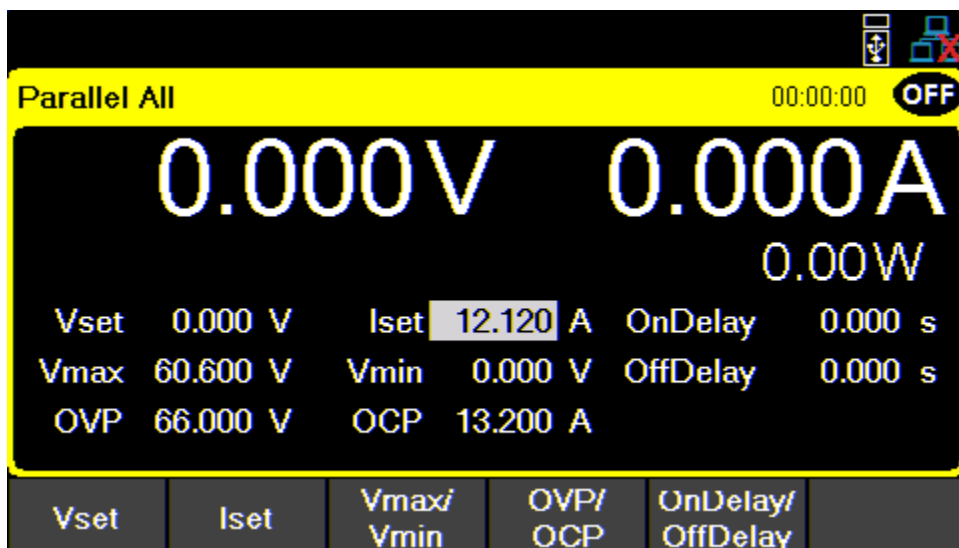 Parallel All 00:00:00 OFF
0.000V 0.000A
0.00W
Vset 0.000 V Iset 12.120 A OnDelay 0.000 s
Vmax 60.600 V Vmin 0.000 V OffDelay 0.000 s
OVP 66.000 V OCP 13.200 A
Vset Iset Vmax/ OVP/ OnDelay/
Vmin OCP OffDelay